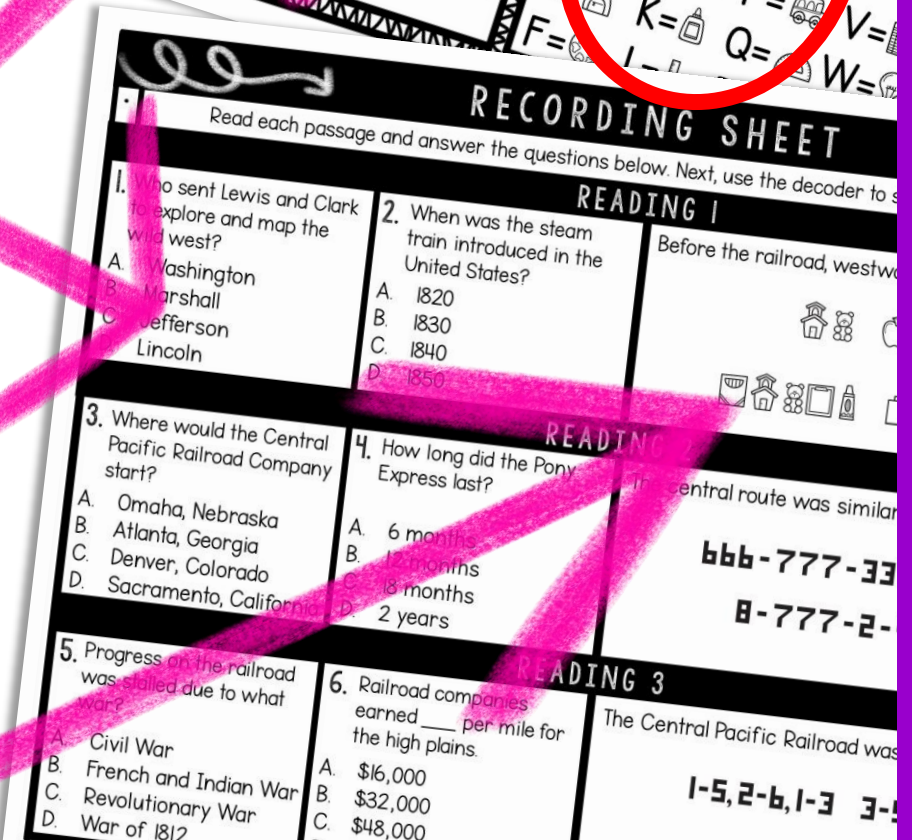 F=
K=
Q=
V=
W=
RECORDING SHEET
Read each passage and answer the questions below. Next, use the decoder to
READING 1
1. Who sent Lewis and Clark
to explore and map the
wild west?
A. Washington
B. Marshall
C. Jefferson
Lincoln
2. When was the steam
train introduced in the
United States?
A. 1820
B. 1830
C. 1840
D. 1850
Before the railroad,
READING 2
3. Where would the Central
Pacific Railroad Company
start?
A. Omaha, Nebraska
B. Atlanta, Georgia
C. Denver, Colorado
D. Sacramento, California
4. How long did the Pony
Express last?
A. 6 months
B. 12 months
C. 18 months
D. 2 years
The Central route was similar
666-777-33
8-777-2-
READING 3
5. Progress on the railroad
was stalled due to what
war?
A. Civil War
B. French and Indian War
C. Revolutionary War
D. War of 1812
6. Railroad companies
earned ___ per mile for
the high plains.
A. $16,000
B. $32,000
C. $48,000
The Central Pacific Railroad was
1-5, 2-6, 1-3 3-